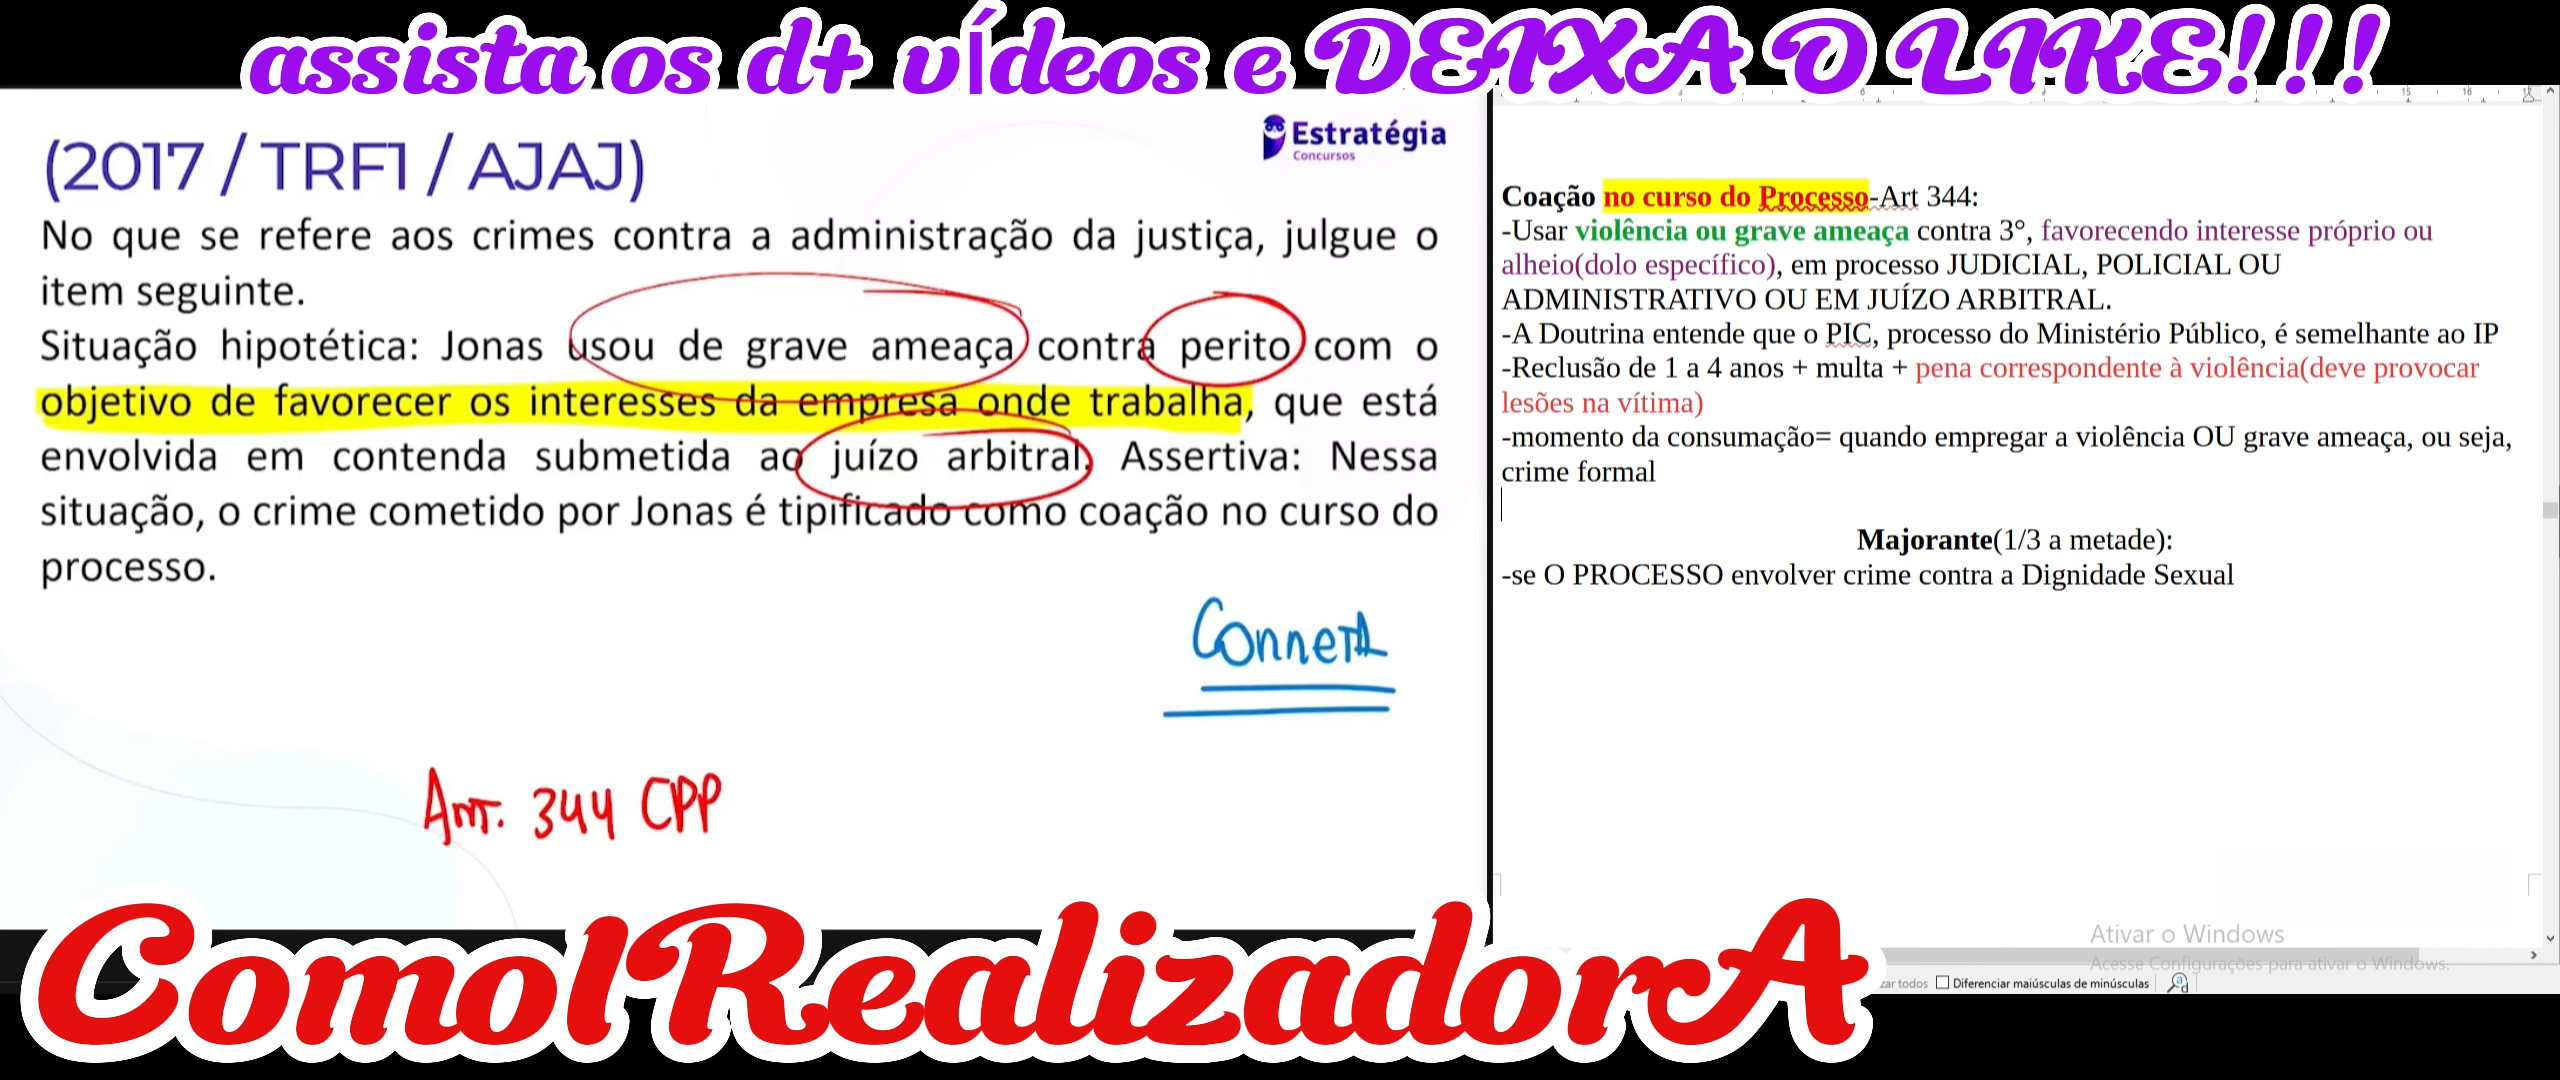 assista os d+ vÍdeos e DEIXA O LIKE!!!
Estratégia
Concursos
(2017 / TRF1 / AJAJ)
No que se refere aos crimes contra a administração da justiça, julgue o
item seguinte.
Situação hipotética: Jonas usou de grave ameaça contra perito com o
objetivo de favorecer os interesses da empresa onde trabalha, que está
envolvida em contenda submetida ao juízo arbitral. Assertiva: Nessa
situação, o crime cometido por Jonas é tipificado como coação no curso do
processo.
Art. 344 CPP
15 16
Coação no curso do Processo-Art 344:
-Usar violência ou grave ameaça contra 3°, favorecendo interesse próprio ou
alheio(dolo específico), em processo JUDICIAL, POLICIAL OU
ADMINISTRATIVO OU EM JUÍZO ARBITRAL.
-A Doutrina entende que o PIC, processo do Ministério Público, é semelhante ao IP
-Reclusão de 1 a 4 anos + multa + pena correspondente à violência(deve provocar
lesões na vítima)
-momento da consumação= quando empregar a violência OU grave ameaça, ou seja,
crime formal
Majorante(1/3 a metade):
-se O PROCESSO envolver crime contra a Dignidade Sexual
Ativar o Windows
Acesse Configurações para ativar o Windows.
todos Diferenciar maiúsculas de minúsculas
ComolRealizadorA